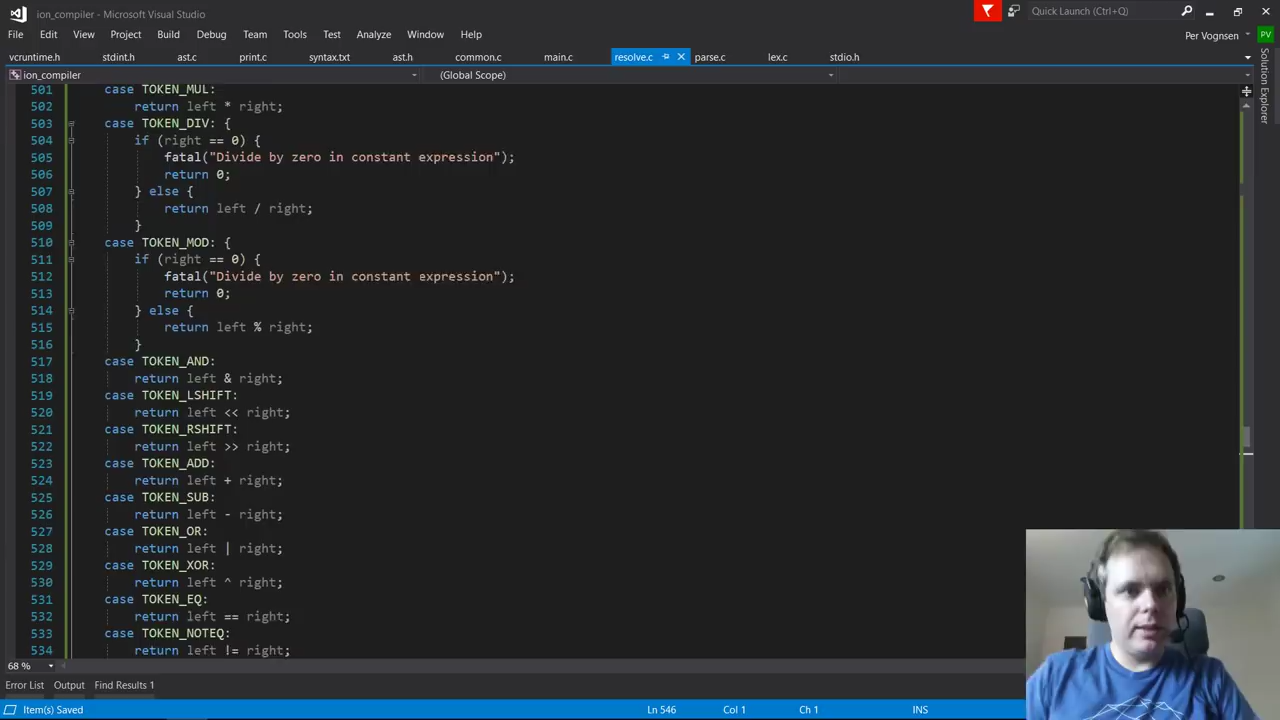 ion_compiler - Microsoft Visual Studio
Quick Launch (Ctrl+Q)
File Edit View Project Build Debug Team Tools Test Analyze Window Help
Per Vognsen
PV
vcruntime.h stdint.h ast.c print.c syntax.txt ast.h common.c main.c resolve.c parse.c lex.c stdio.h
ion_compiler (Global Scope)
Solution Explorer
501 case TOKEN_MUL:
502 return left * right;
503 case TOKEN_DIV: {
504 if (right == 0) {
505 fatal("Divide by zero in constant expression");
506 return 0;
507 } else {
508 return left / right;
509 }
510 case TOKEN_MOD: {
511 if (right == 0) {
512 fatal("Divide by zero in constant expression");
513 return 0;
514 } else {
515 return left % right;
516 }
517 case TOKEN_AND:
518 return left & right;
519 case TOKEN_LSHIFT:
520 return left << right;
521 case TOKEN_RSHIFT:
522 return left >> right;
523 case TOKEN_ADD:
524 return left + right;
525 case TOKEN_SUB:
526 return left - right;
527 case TOKEN_OR:
528 return left | right;
529 case TOKEN_XOR:
530 return left ^ right;
531 case TOKEN_EQ:
532 return left == right;
533 case TOKEN_NOTEQ:
534 return left != right;
68 %
Error List Output Find Results 1
Item(s) Saved Ln 546 Col 1 Ch 1 INS